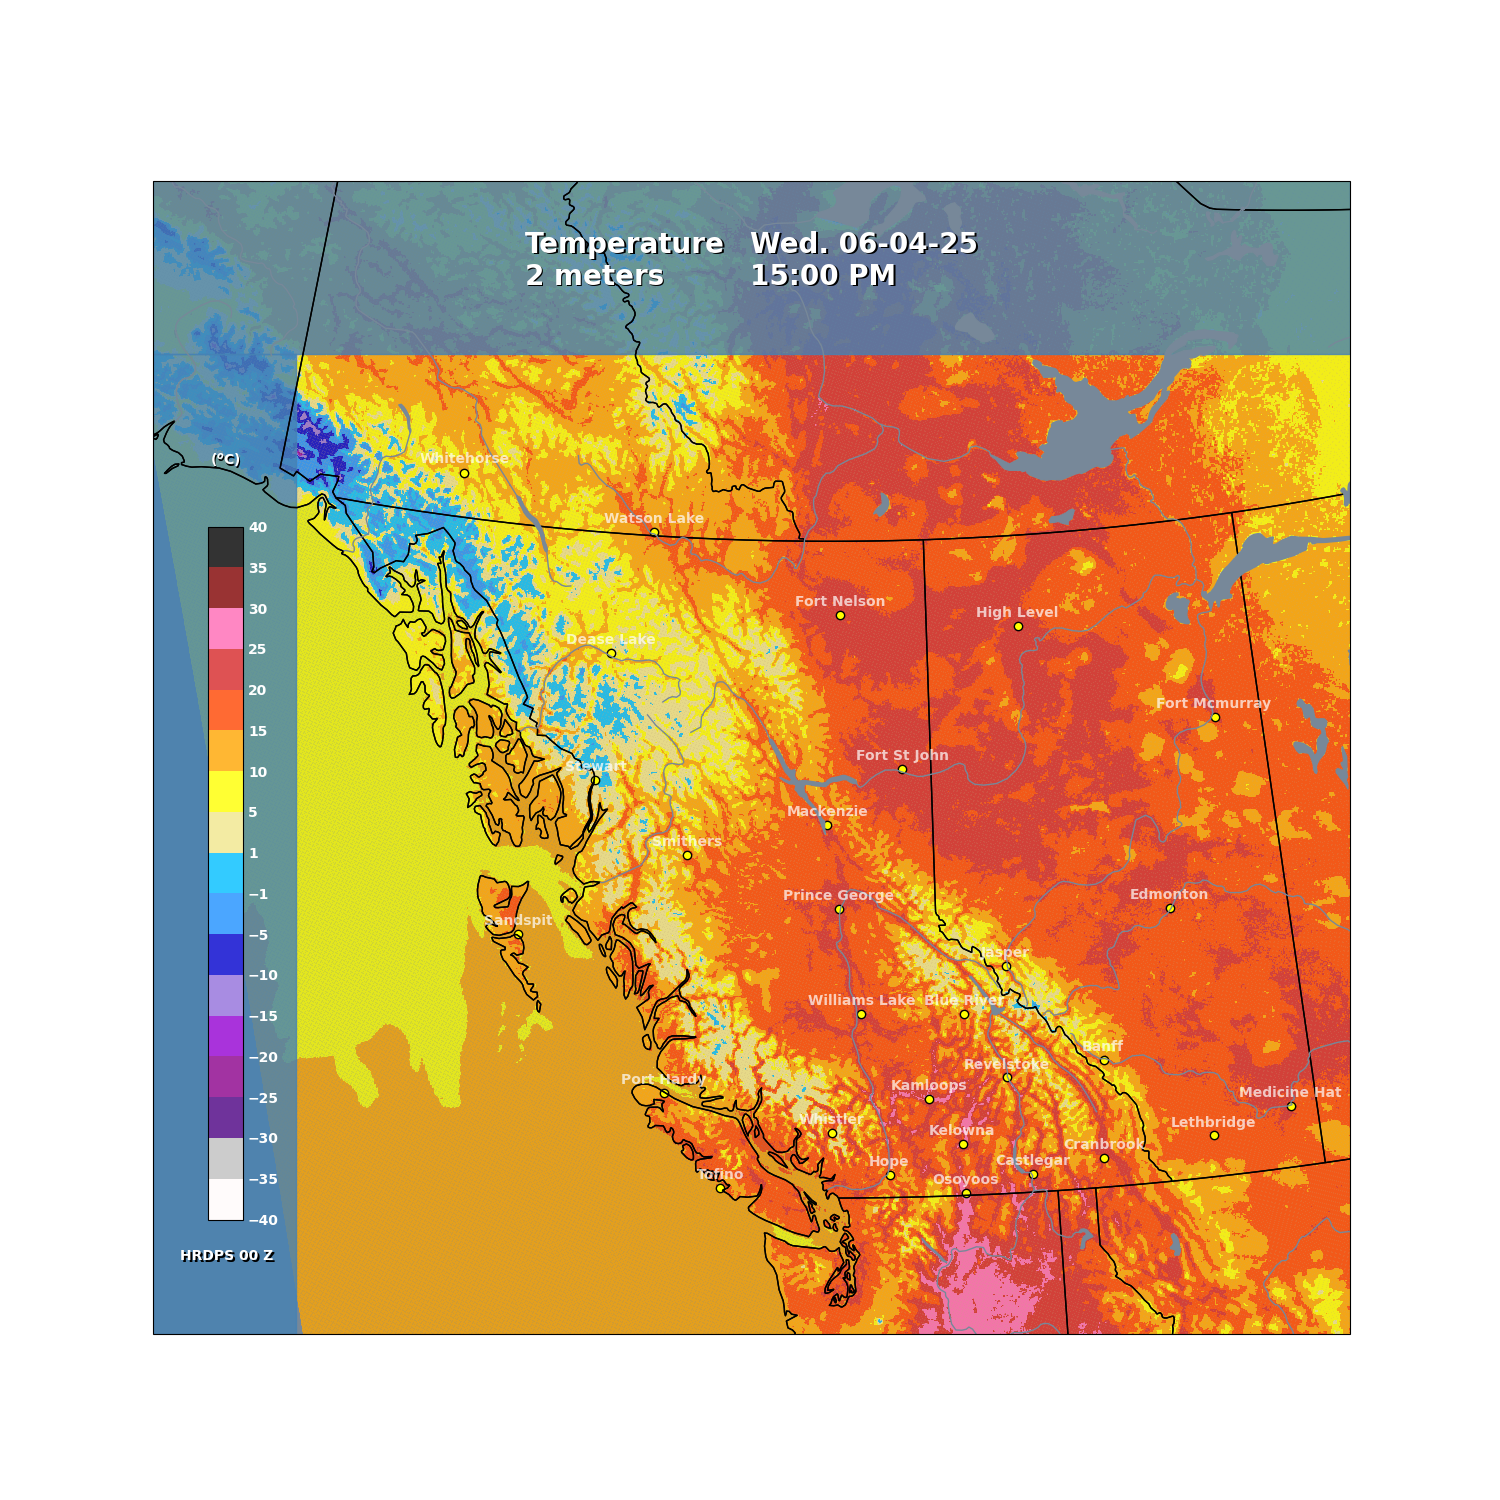 Temperature Wed. 06-04-25
2 meters 15:00 PM
Whitehorse
(°C)
Watson Lake
40
35
30
25
20
15
10
5
1
−1
−5
−10
−15
−20
−25
−30
−35
−40
Fort Nelson
High Level
Dease Lake
Fort Mcmurray
Fort St John
Stewart
Mackenzie
Smithers
Prince George
Edmonton
Sandspit
Jasper
Williams Lake
Blue River
Banff
Revelstoke
Port Hardy
Kamloops
Medicine Hat
Whistler
Lethbridge
Kelowna
Cranbrook
Hope
Castlegar
Tofino
Osoyoos
HRDPS 00 Z